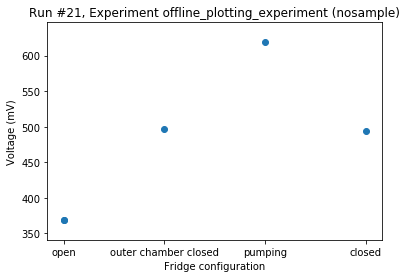 Run #21, Experiment offline_plotting_experiment (nosample)
600
550
500
450
400
350
Voltage (mV)
open outer chamber closed pumping closed
Fridge configuration